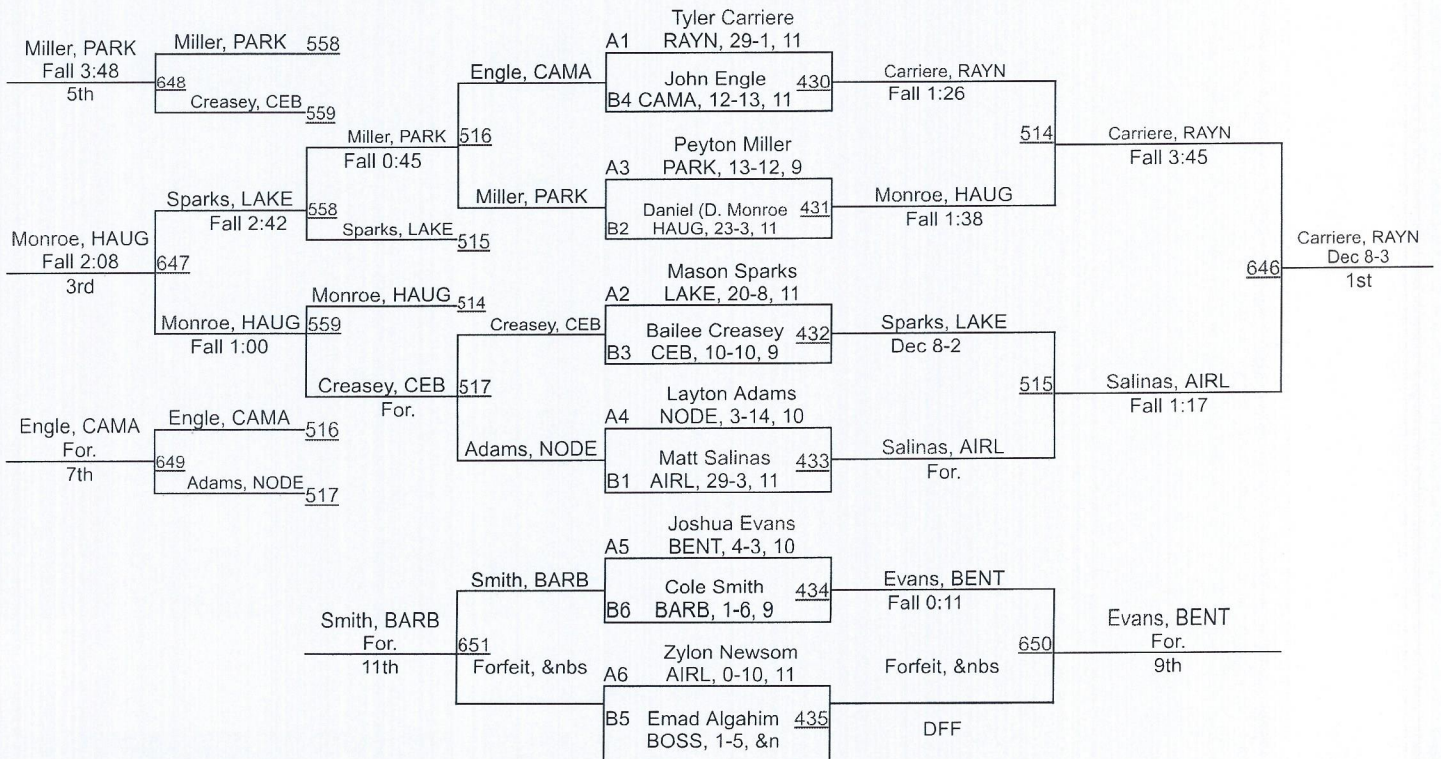 Tyler Carriere
A1 RAYN, 29-1, 11
John Engle 430
B4 CAMA, 12-13, 11
Peyton Miller
A3 PARK, 13-12, 9
Daniel (D. Monroe 431
B2 HAUG, 23-3, 11
Mason Sparks
A2 LAKE, 20-8, 11
Bailee Creasey 432
B3 CEB, 10-10, 9
Layton Adams
A4 NODE, 3-14, 10
Matt Salinas 433
B1 AIRL, 29-3, 11
Joshua Evans
A5 BENT, 4-3, 10
Cole Smith 434
B6 BARB, 1-6, 9
Zylon Newsom
A6 AIRL, 0-10, 11
B5 Emad Algahim 435
BOSS, 1-5, &n
Carriere, RAYN
Fall 1:26
514
Monroe, HAUG
Fall 1:38
Sparks, LAKE
Dec 8-2
515
Salinas, AIRL
For.
Evans, BENT
Fall 0:11
650
Forfeit, &nbs
DFF
Carriere, RAYN
Fall 3:45
646
Salinas, AIRL
Fall 1:17
Evans, BENT
For.
9th
Carriere, RAYN
Dec 8-3
1st
Engle, CAMA
516
Miller, PARK
Creasey, CEB
517
Adams, NODE
Smith, BARB
651
Forfeit, &nbs
Miller, PARK
Fall 0:45
558
Sparks, LAKE 515
Monroe, HAUG 514
559
Creasey, CEB
For.
Smith, BARB
For.
11th
Miller, PARK 558
648
Creasey, CEB 559
Sparks, LAKE
Fall 2:42
647
Monroe, HAUG
Fall 1:00
Engle, CAMA 516
649
Adams, NODE 517
Miller, PARK
Fall 3:48
5th
Monroe, HAUG
Fall 2:08
3rd
Engle, CAMA
For.
7th